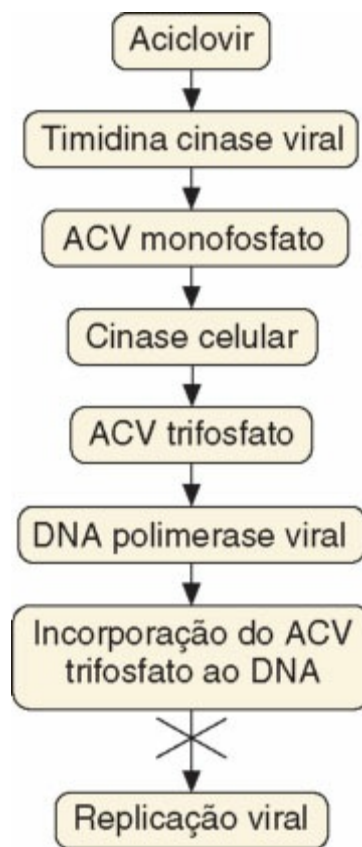 Aciclovir
Timidina cinase viral
ACV monofosfato
Cinase celular
ACV trifosfato
DNA polimerase viral
Incorporação do ACV
trifosfato ao DNA
Replicação viral